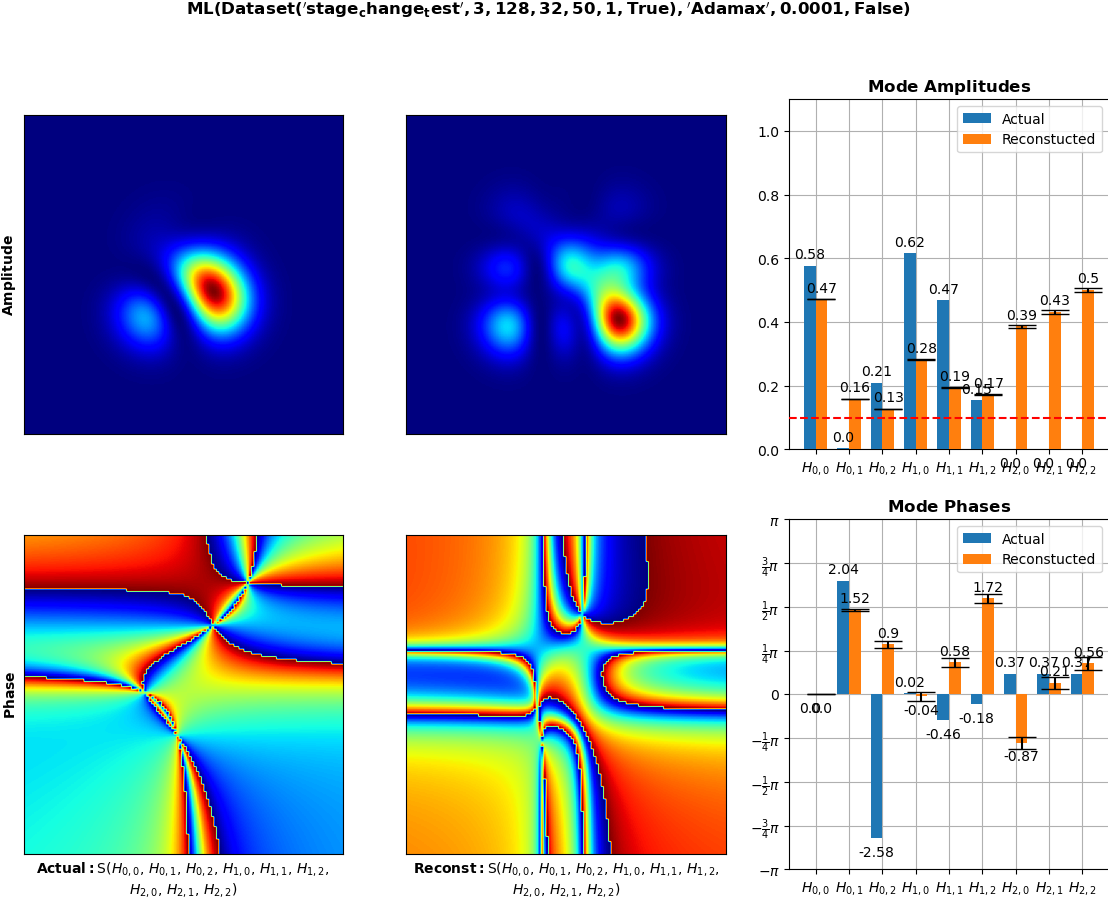 ML(Dataset('stage_change_test', 3, 128, 32, 50, 1, True), 'Adamax', 0.0001, False)
Amplitude
Mode Amplitudes
Actual
Reconstucted
1.0
0.8
0.6
0.4
0.2
0.0
0.58 0.47 0.0 0.16 0.21 0.13 0.62 0.28 0.47 0.19 0.15 0.17 0.0 0.39 0.0 0.43 0.0 0.5
H0,0 H0,1 H0,2 H1,0 H1,1 H1,2 H2,0 H2,1 H2,2
Phase
Actual:S(H0,0, H0,1, H0,2, H1,0, H1,1, H1,2,
H2,0, H2,1, H2,2)
Reconst:S(H0,0, H0,1, H0,2, H1,0, H1,1, H1,2,
H2,0, H2,1, H2,2)
Mode Phases
Actual
Reconstucted
π
3/4π
1/2π
1/4π
0
−1/4π
−1/2π
−3/4π
−π
0.0 0.0 2.04 1.52 -2.58 0.9 0.02 -0.04 -0.46 0.58 -0.18 1.72 0.37 -0.87 0.37 0.21 0.37 0.56
H0,0 H0,1 H0,2 H1,0 H1,1 H1,2 H2,0 H2,1 H2,2